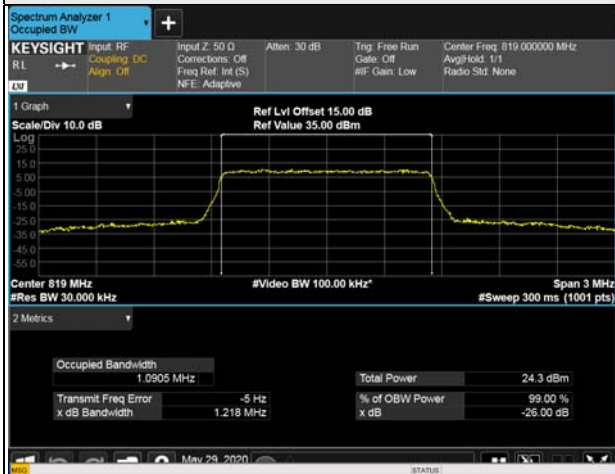 Spectrum Analyzer 1
Occupied BW
KEYSIGHT
RL
LXI
Input: RF
Coupling: DC
Align: Off
Input Z: 50 Ω
Corrections: Off
Freq Ref: Int (S)
NFE: Adaptive
Atten: 30 dB
Trig: Free Run
Gate: Off
#IF Gain: Low
Center Freq: 819.000000 MHz
Avg|Hold: 1/1
Radio Std: None
1 Graph
Scale/Div 10.0 dB
Ref Lvl Offset 15.00 dB
Ref Value 35.00 dBm
Log
25.0
15.0
5.00
-5.00
-15.0
-25.0
-35.0
-45.0
-55.0
Center 819 MHz
#Res BW 30.000 kHz
#Video BW 100.00 kHz*
Span 3 MHz
#Sweep 300 ms (1001 pts)
2 Metrics
Occupied Bandwidth
1.0905 MHz
Transmit Freq Error -5 Hz
x dB Bandwidth 1.218 MHz
Total Power 24.3 dBm
% of OBW Power 99.00 %
x dB -26.00 dB
May 29, 2020
MSG
STATUS